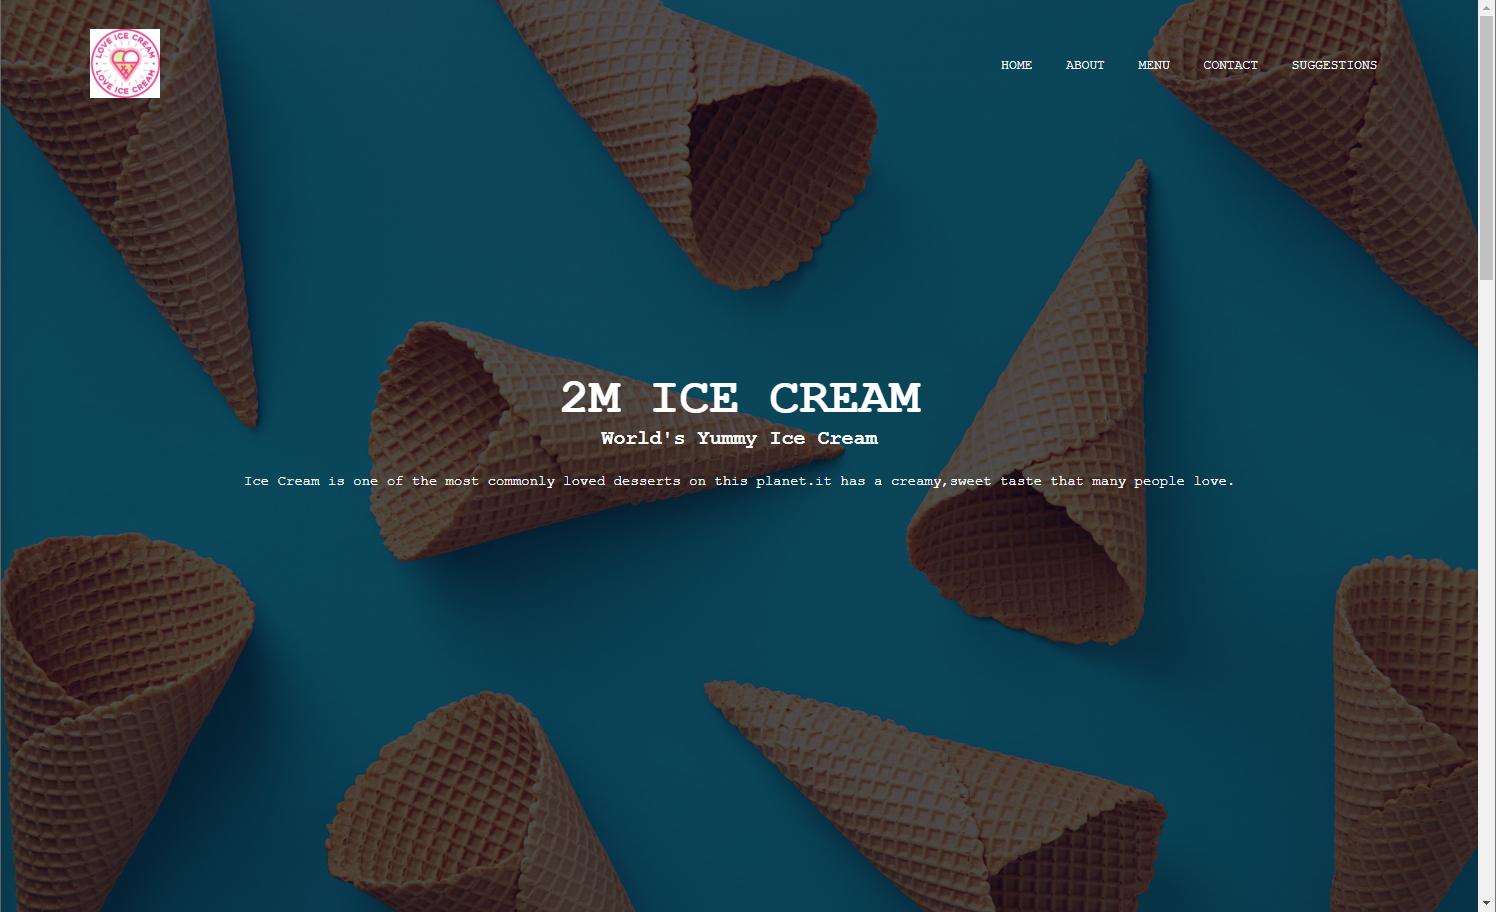 LOVE ICE CREAM
LOVE ICE CREAM
HOME ABOUT MENU CONTACT SUGGESTIONS
2M ICE CREAM
World's Yummy Ice Cream
Ice Cream is one of the most commonly loved desserts on this planet.it has a creamy,sweet taste that many people love.